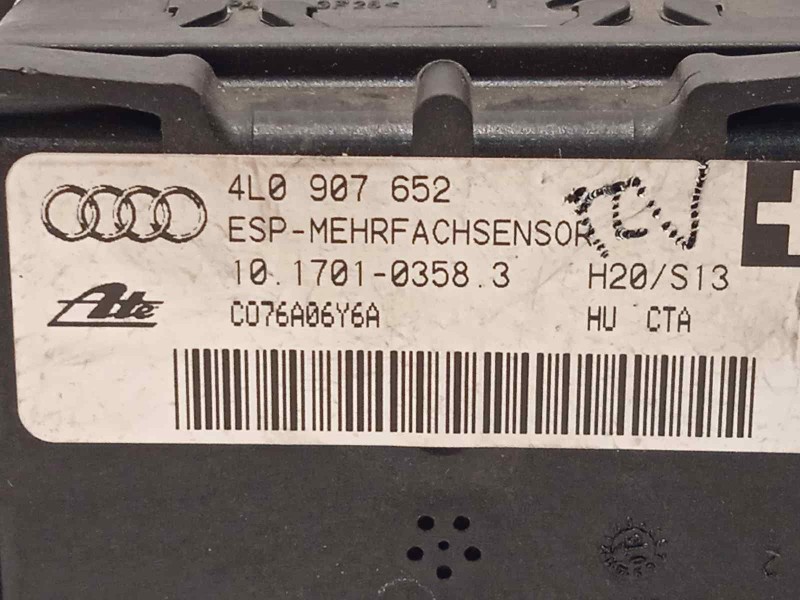 4L0 907 652
ESP-MEHRFACHSENSOR
10.1701-0358.3 H20/S13
Ate
C076A06Y6A HU CTA